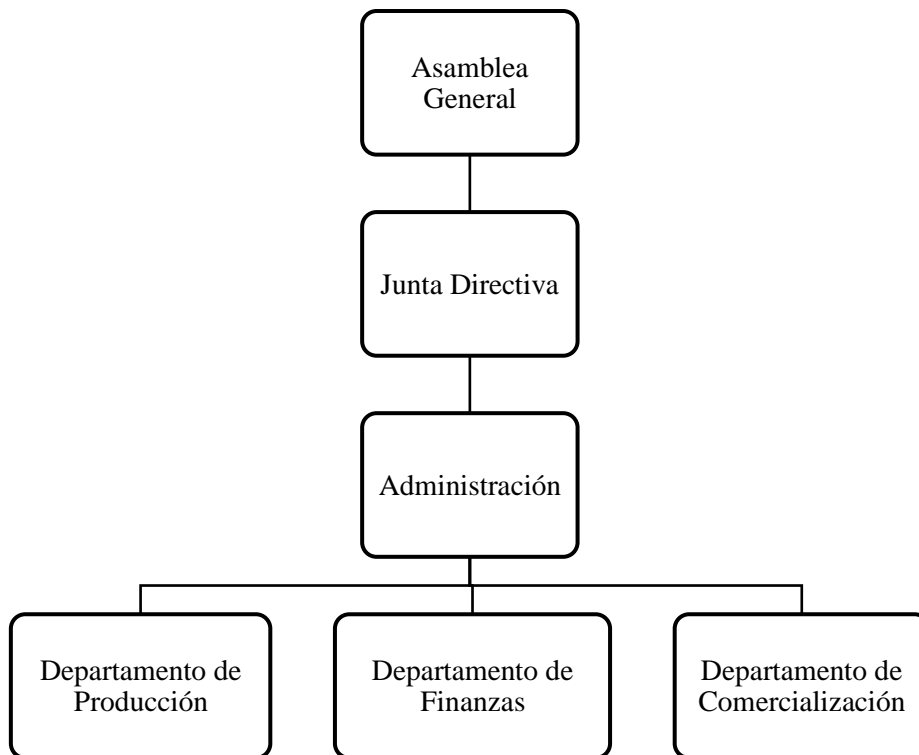 Asamblea
General
Junta Directiva
Administración
Departamento de
Producción
Departamento de
Finanzas
Departamento de
Comercialización